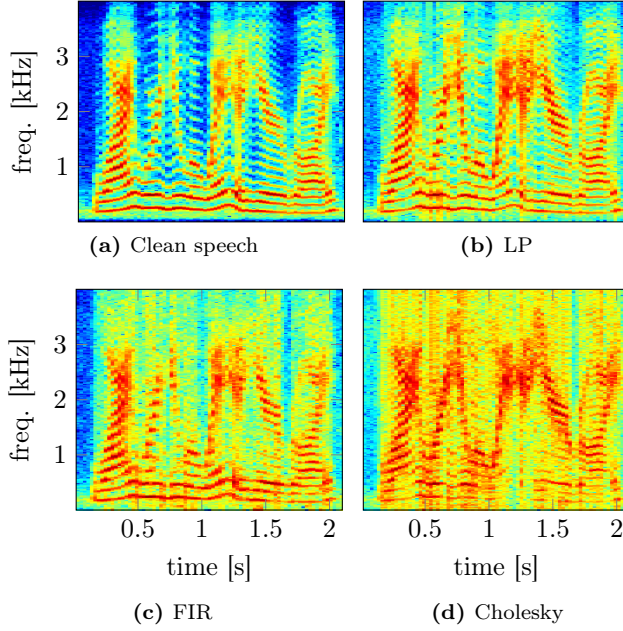 freq. [kHz]
3
2
1
(a) Clean speech
(b) LP
freq. [kHz]
3
2
1
0.5 1 1.5 2
0.5 1 1.5 2
time [s]
time [s]
(c) FIR
(d) Cholesky